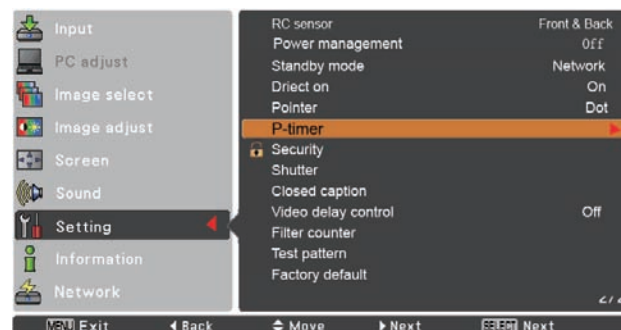 Input
PC adjust
Image select
Image adjust
Screen
Sound
Setting
Information
Network
RC sensor Front & Back
Power management Off
Standby mode Network
Driect on On
Pointer Dot
P-timer
Security
Shutter
Closed caption
Video delay control Off
Filter counter
Test pattern
Factory default
2/2
MENU Exit Back Move Next SELECT Next